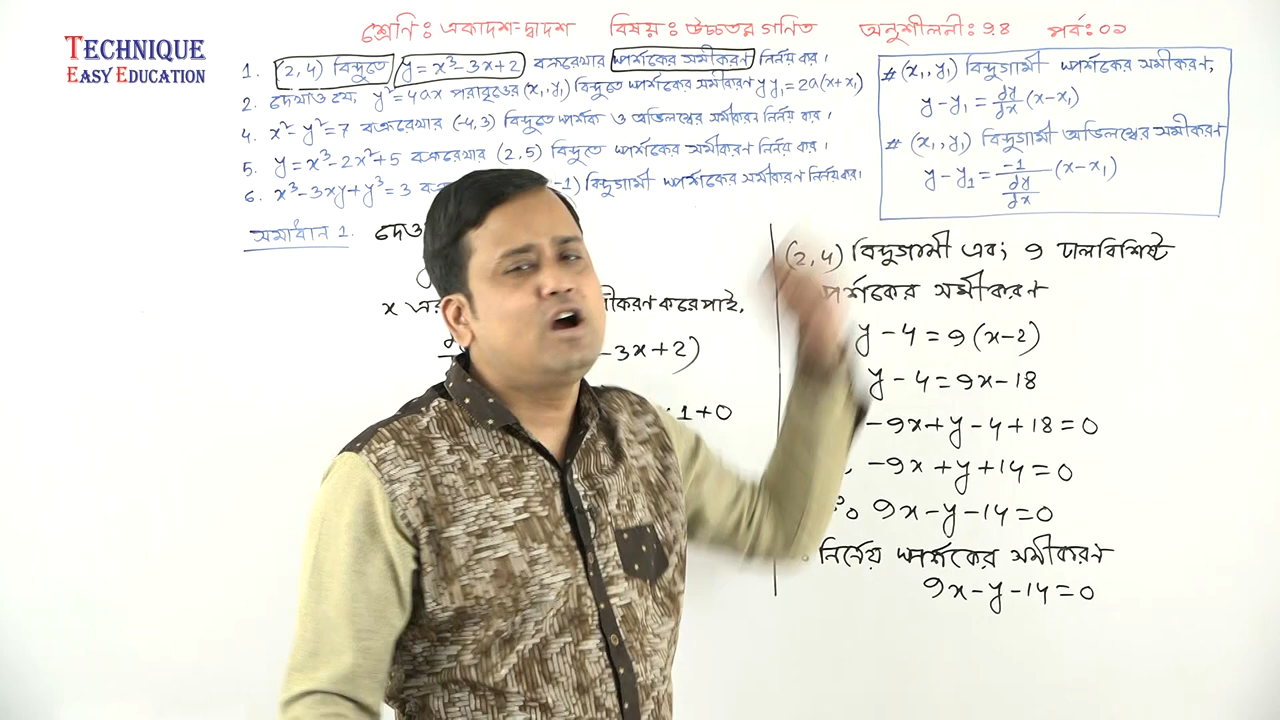 TECHNIQUE
EASY EDUCATION
শ্রেণি : একাদশ-দ্বাদশ বিষয় : উচ্চতর গণিত অনুশীলনী : ৯.৪ পর্ব : ০১
1. (2, 4) বিন্দুতে y = x³ - 3x + 2 বক্ররেখার স্পর্শকের সমীকরণ নির্ণয় কর।
2. দেখাও যে, y² = 4ax পরাবৃত্তের (x₁, y₁) বিন্দুতে স্পর্শকের সমীকরণ yy₁ = 2a(x + x₁)
4. x² - y² = 7 বক্ররেখার (-4, 3) বিন্দুতে স্পর্শক ও অভিলম্বের সমীকরণ নির্ণয় কর।
5. y = x³ - 2x² + 5 বক্ররেখার (2, 5) বিন্দুতে স্পর্শকের সমীকরণ নির্ণয় কর।
6. x³ - 3xy + y³ = 3 -1) বিন্দুগামী স্পর্শকের সমীকরণ নির্ণয় কর।
# (x₁, y₁) বিন্দুগামী স্পর্শকের সমীকরণ,
y - y₁ = dy/dx (x - x₁)
# (x₁, y₁) বিন্দুগামী অভিলম্বের সমীকরণ
y - y₁ = -1/(dy/dx) (x - x₁)
সমাধান 1.
x করে পাই,
- 3x + 2)
1 + 0
(2, 4) বিন্দুগামী এবং 9 ঢালবিশিষ্ট
স্পর্শকের সমীকরণ
y - 4 = 9(x - 2)
y - 4 = 9x - 18
-9x + y - 4 + 18 = 0
-9x + y + 14 = 0
∴ 9x - y - 14 = 0
নির্ণেয় স্পর্শকের সমীকরণ
9x - y - 14 = 0